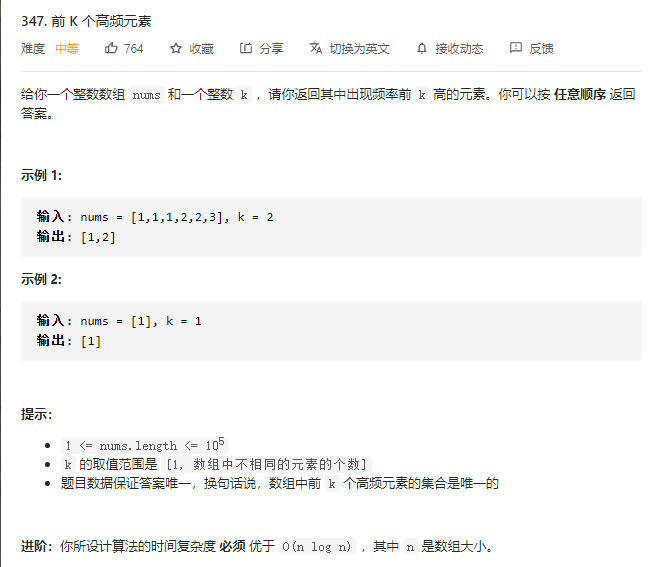 347. 前 K 个高频元素
难度 中等 764 收藏 分享 切换为英文 接收动态 反馈
给你一个整数数组 nums 和一个整数 k ，请你返回其中出现频率前 k 高的元素。你可以按 任意顺序 返回
答案。
示例 1:
输入: nums = [1,1,1,2,2,3], k = 2
输出: [1,2]
示例 2:
输入: nums = [1], k = 1
输出: [1]
提示：
1 <= nums.length <= 10⁵
k 的取值范围是 [1, 数组中不相同的元素的个数]
题目数据保证答案唯一，换句话说，数组中前 k 个高频元素的集合是唯一的
进阶：你所设计算法的时间复杂度 必须 优于 O(n log n) ，其中 n 是数组大小。